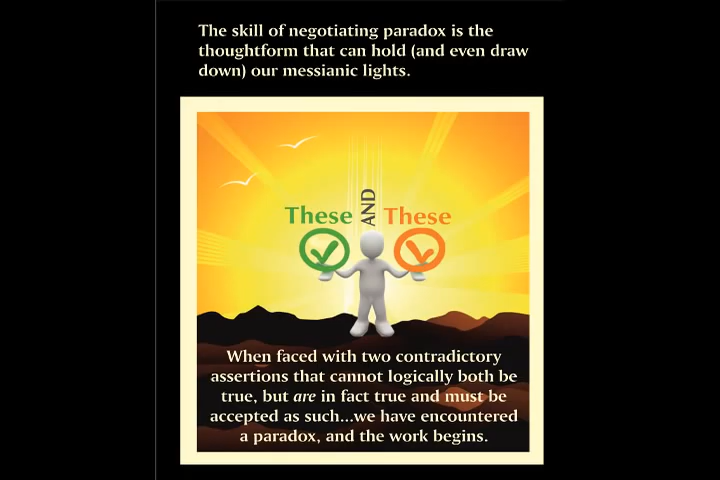 The skill of negotiating paradox is the
thoughtform that can hold (and even draw
down) our messianic lights.
AND
These These
When faced with two contradictory
assertions that cannot logically both be
true, but are in fact true and must be
accepted as such...we have encountered
a paradox, and the work begins.